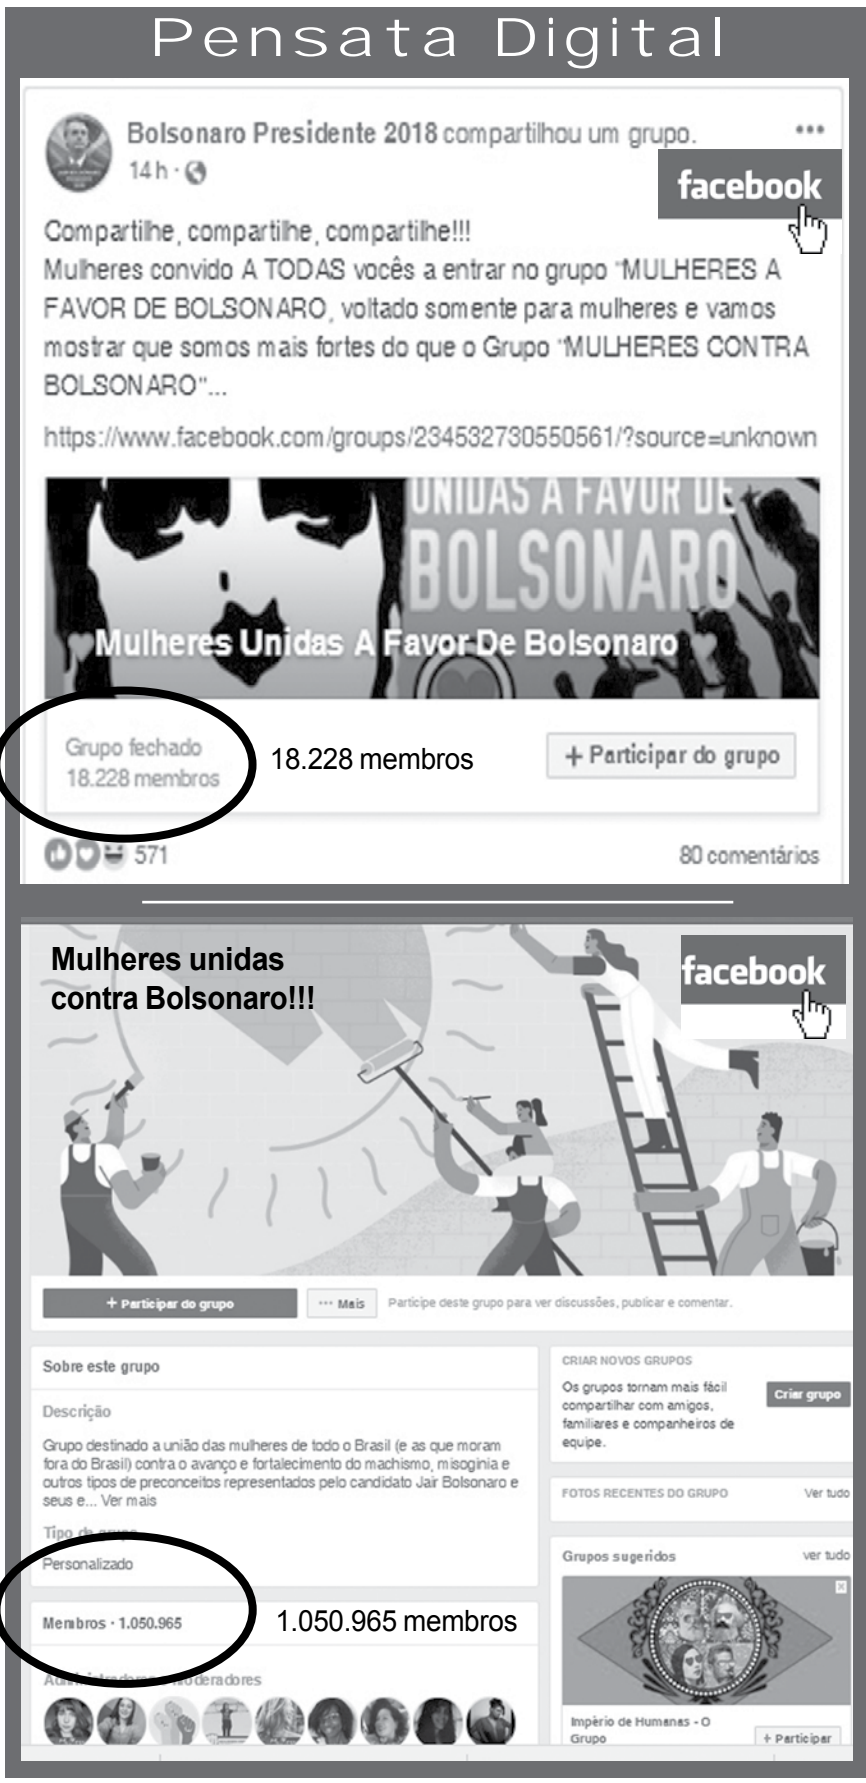 Pensata Digital
Bolsonaro Presidente 2018 compartilhou um grupo.
14 h ·
facebook
Compartilhe, compartilhe, compartilhe!!!
Mulheres convido A TODAS vocês a entrar no grupo "MULHERES A
FAVOR DE BOLSONARO, voltado somente para mulheres e vamos
mostrar que somos mais fortes do que o Grupo "MULHERES CONTRA
BOLSONARO"...
https://www.facebook.com/groups/234532730550561/?source=unknown
UNIDAS A FAVOR DE
BOLSONARO
Mulheres Unidas A Favor De Bolsonaro
Grupo fechado
18.228 membros
18.228 membros
+ Participar do grupo
571
80 comentários
Mulheres unidas
contra Bolsonaro!!!
facebook
+ Participar do grupo
··· Mais
Participe deste grupo para ver discussões, publicar e comentar.
Sobre este grupo
Descrição
Grupo destinado a união das mulheres de todo o Brasil (e as que moram
fora do Brasil) contra o avanço e fortalecimento do machismo, misoginia e
outros tipos de preconceitos representados pelo candidato Jair Bolsonaro e
seus e... Ver mais
Tipo de grupo
Personalizado
Membros · 1.050.965
1.050.965 membros
Administradores e moderadores
CRIAR NOVOS GRUPOS
Os grupos tornam mais fácil
compartilhar com amigos,
familiares e companheiros de
equipe.
Criar grupo
FOTOS RECENTES DO GRUPO
Ver tudo
Grupos sugeridos
ver tudo
Império de Humanas - O
Grupo
+ Participar